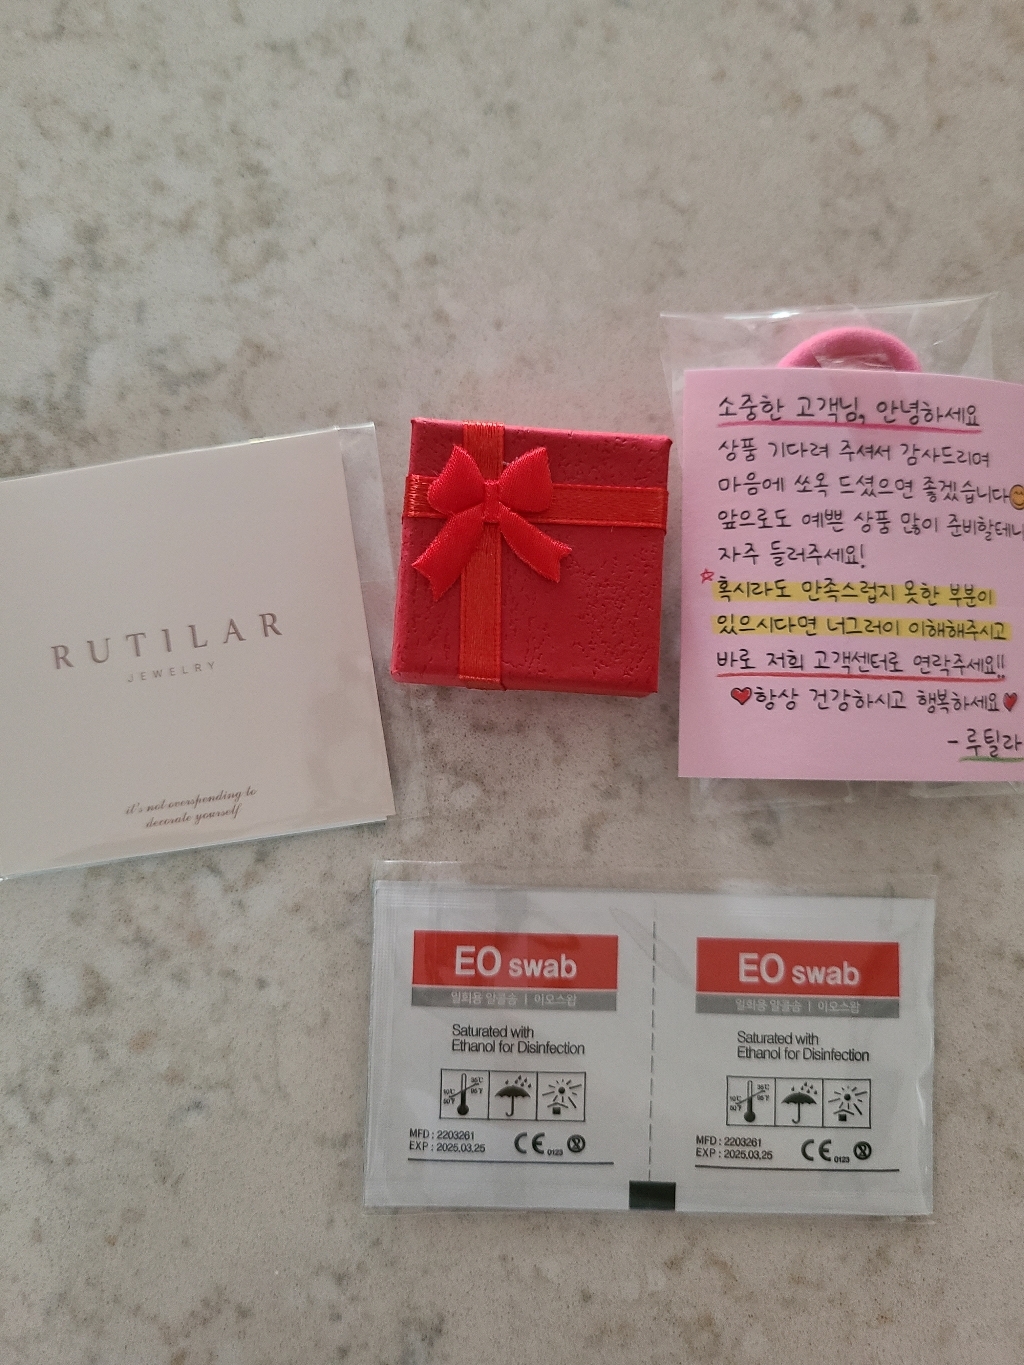 RUTILAR
JEWELRY
it's not overspending to
decorate yourself
소중한 고객님, 안녕하세요
상품 기다려 주셔서 감사드리며
마음에 쏘옥 드셨으면 좋겠습니다
앞으로도 예쁜 상품 많이 준비할테니
자주 들러주세요!
혹시라도 만족스럽지 못한 부분이
있으시다면 너그러이 이해해주시고
바로 저희 고객센터로 연락주세요!!
항상 건강하시고 행복하세요
- 루틸라
EO swab
일회용 알콜솜 | 이오스왑
Saturated with
Ethanol for Disinfection
MFD : 2203261
EXP : 2025.03.25
CE 0123
EO swab
일회용 알콜솜 | 이오스왑
Saturated with
Ethanol for Disinfection
MFD : 2203261
EXP : 2025.03.25
CE 0123